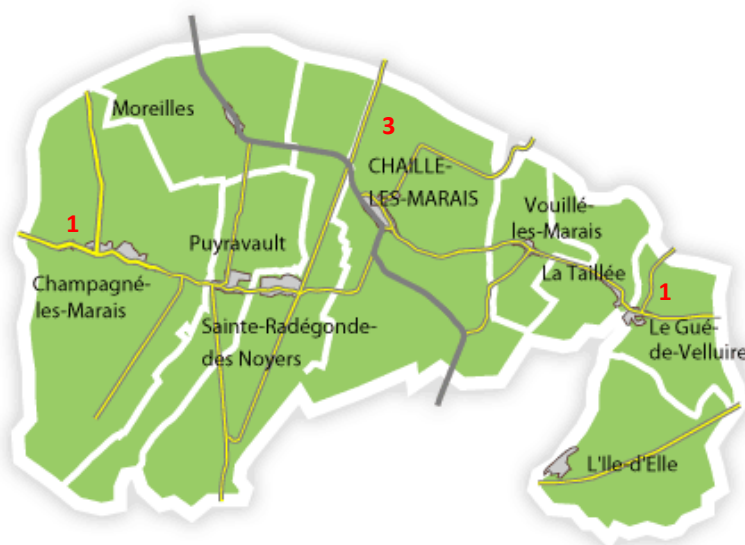 Moreilles
3
CHAILLE-
LES-MARAIS
1
Puyravault
Vouillé-
les-Marais
Champagné-
les-Marais
La Taillée
1
Sainte-Radégonde-
des Noyers
Le Gué-
de-Velluire
L'Ile-d'Elle